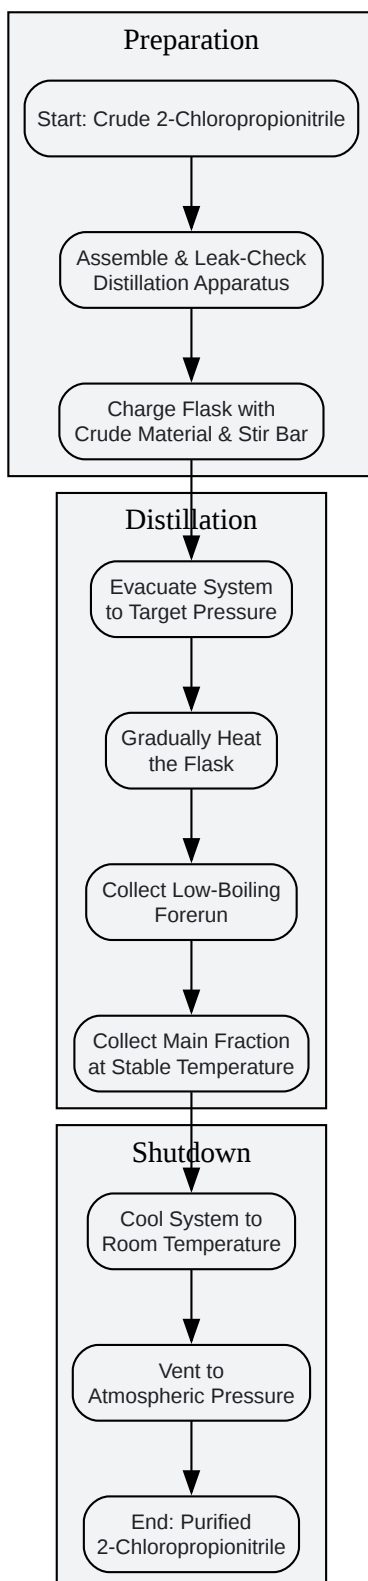 Preparation
Start: Crude 2-Chloropropionitrile
Assemble & Leak-Check
Distillation Apparatus
Charge Flask with
Crude Material & Stir Bar
Distillation
Evacuate System
to Target Pressure
Gradually Heat
the Flask
Collect Low-Boiling
Forerun
Collect Main Fraction
at Stable Temperature
Shutdown
Cool System to
Room Temperature
Vent to
Atmospheric Pressure
End: Purified
2-Chloropropionitrile